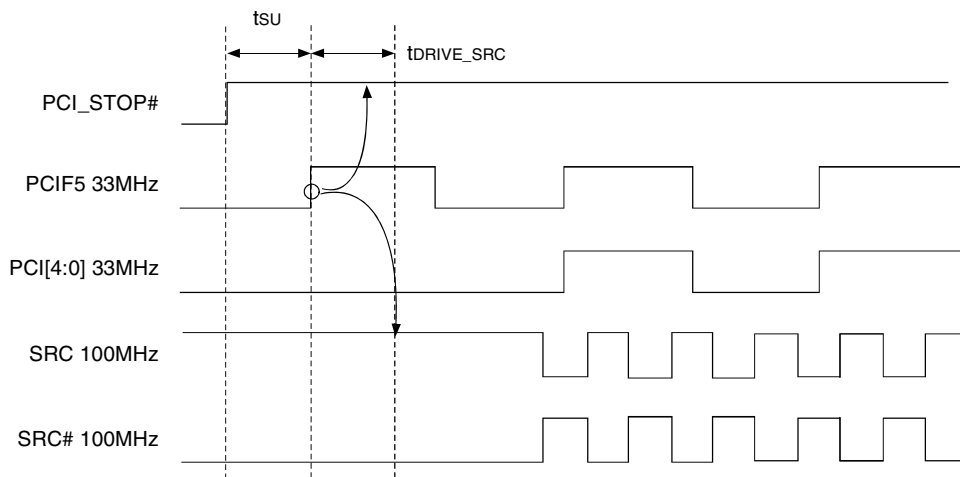 tSU
tDRIVE_SRC
PCI_STOP#
PCIF5 33MHz
PCI[4:0] 33MHz
SRC 100MHz
SRC# 100MHz